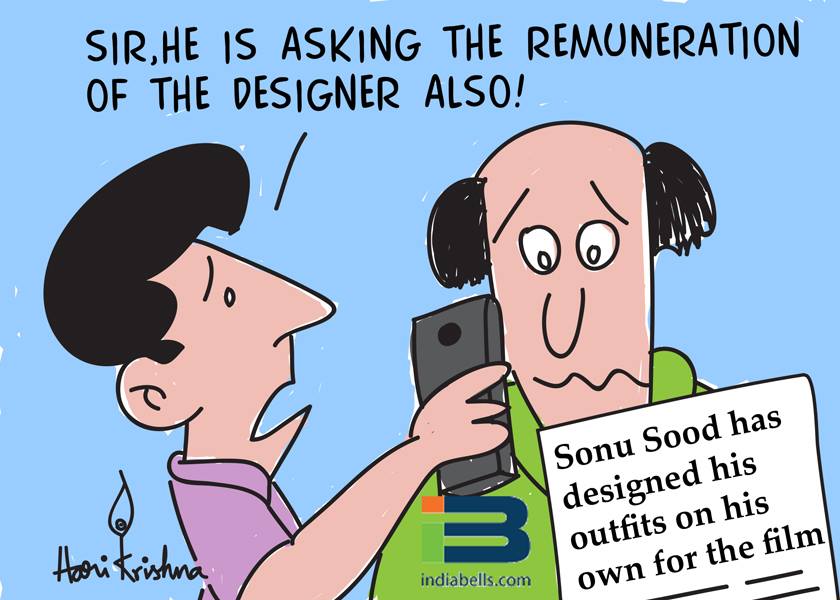 SIR,HE IS ASKING THE REMUNERATION
OF THE DESIGNER ALSO!
Sonu Sood has
designed his
outfits on his
own for the film
indiabells.com
Hari Krishna